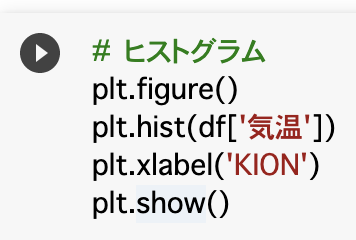 # ヒストグラム
plt.figure()
plt.hist(df['気温'])
plt.xlabel('KION')
plt.show()